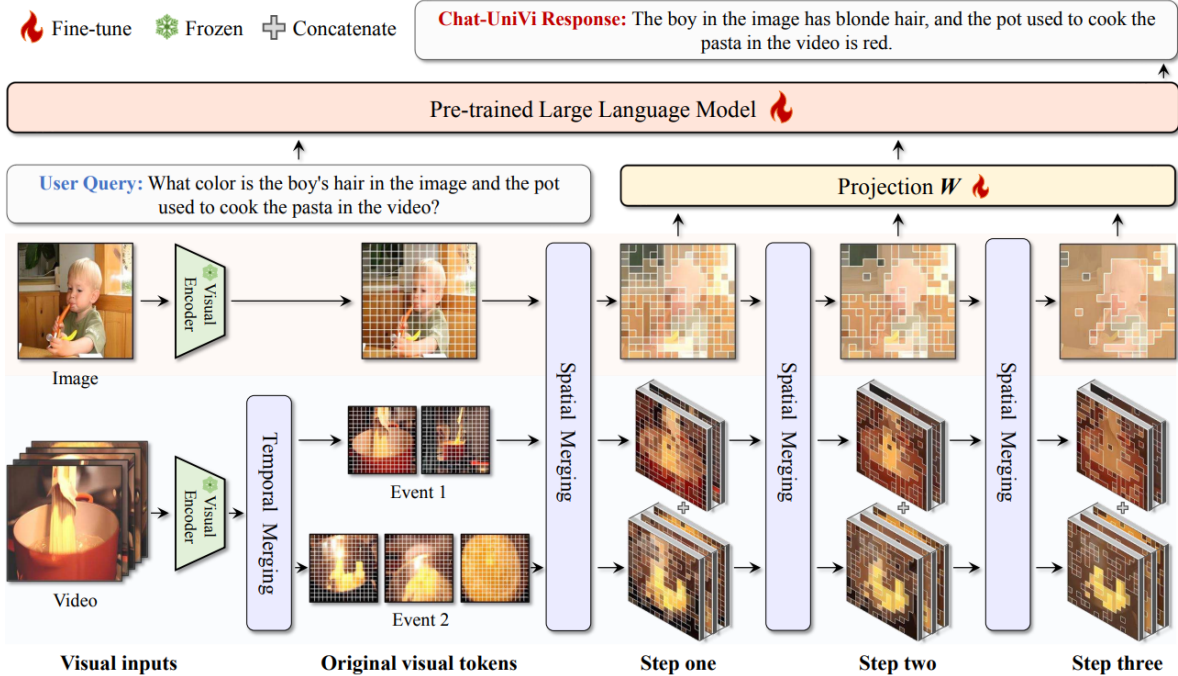 Fine-tune
Frozen
Concatenate
Chat-UniVi Response: The boy in the image has blonde hair, and the pot used to cook the
pasta in the video is red.
Pre-trained Large Language Model
User Query: What color is the boy's hair in the image and the pot
used to cook the pasta in the video?
Projection W
Visual
Encoder
Image
Spatial Merging
Spatial Merging
Spatial Merging
Visual
Encoder
Video
Temporal Merging
Event 1
Event 2
Visual inputs
Original visual tokens
Step one
Step two
Step three